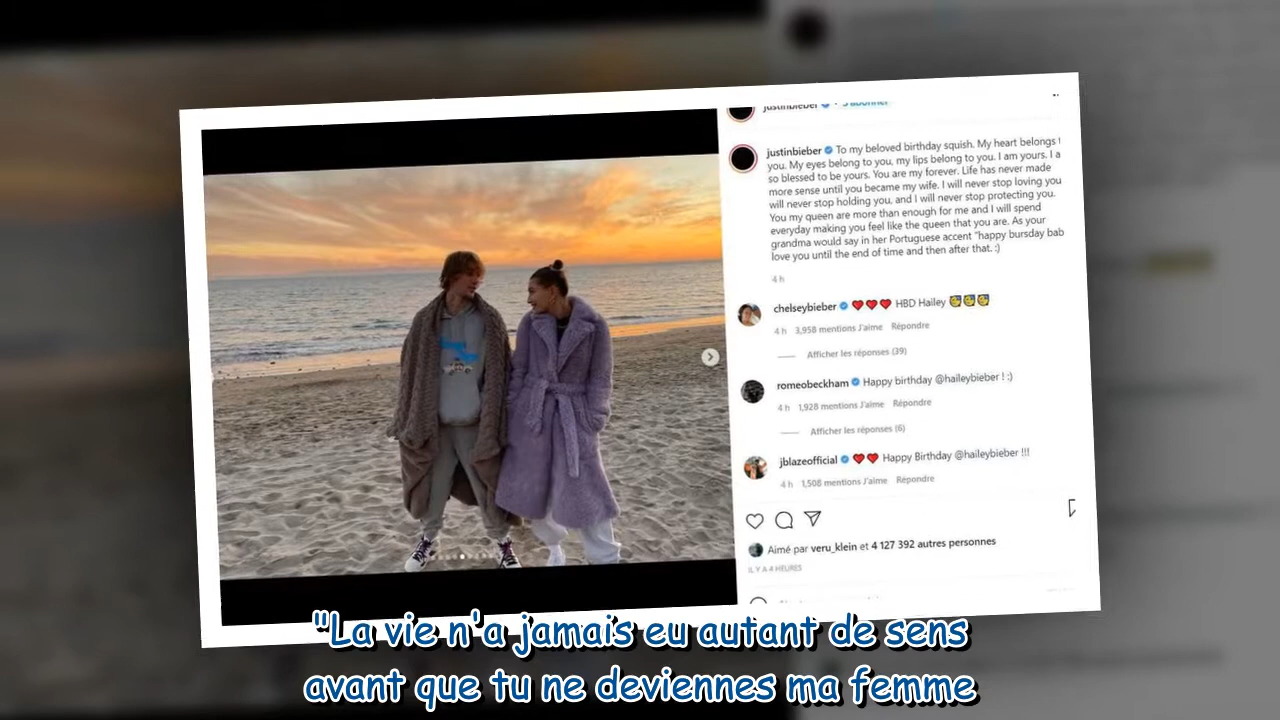 justinbieber • S'abonner
justinbieber To my beloved birthday squish. My heart belongs t
you. My eyes belong to you, my lips belong to you. I am yours. I a
so blessed to be yours. You are my forever. Life has never made
more sense until you became my wife. I will never stop loving you
will never stop holding you, and I will never stop protecting you.
You my queen are more than enough for me and I will spend
everyday making you feel like the queen that you are. As your
grandma would say in her Portuguese accent “happy bursday bab
love you until the end of time and then after that. :)
4 h
chelseybieber HBD Hailey
4 h 3,958 mentions J'aime Répondre
Afficher les réponses (39)
romeobeckham Happy birthday @haileybieber ! :)
4 h 1,928 mentions J'aime Répondre
Afficher les réponses (6)
jblazeofficial Happy Birthday @haileybieber !!!
4 h 1,508 mentions J'aime Répondre
Aimé par veru_klein et 4 127 392 autres personnes
IL Y A 4 HEURES
"La vie n'a jamais eu autant de sens
avant que tu ne deviennes ma femme